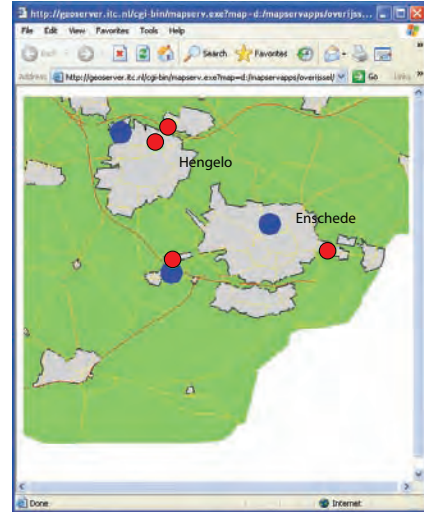 http://geoserver.itc.nl/cgi-bin/mapserv.exe?map=d:/mapservapps/overijss...
File Edit View Favorites Tools Help
Search Favorites
Address http://geoserver.itc.nl/cgi-bin/mapserv.exe?map=d:/mapservapps/overijssel/ Go Links »
Hengelo
Enschede
Done Internet